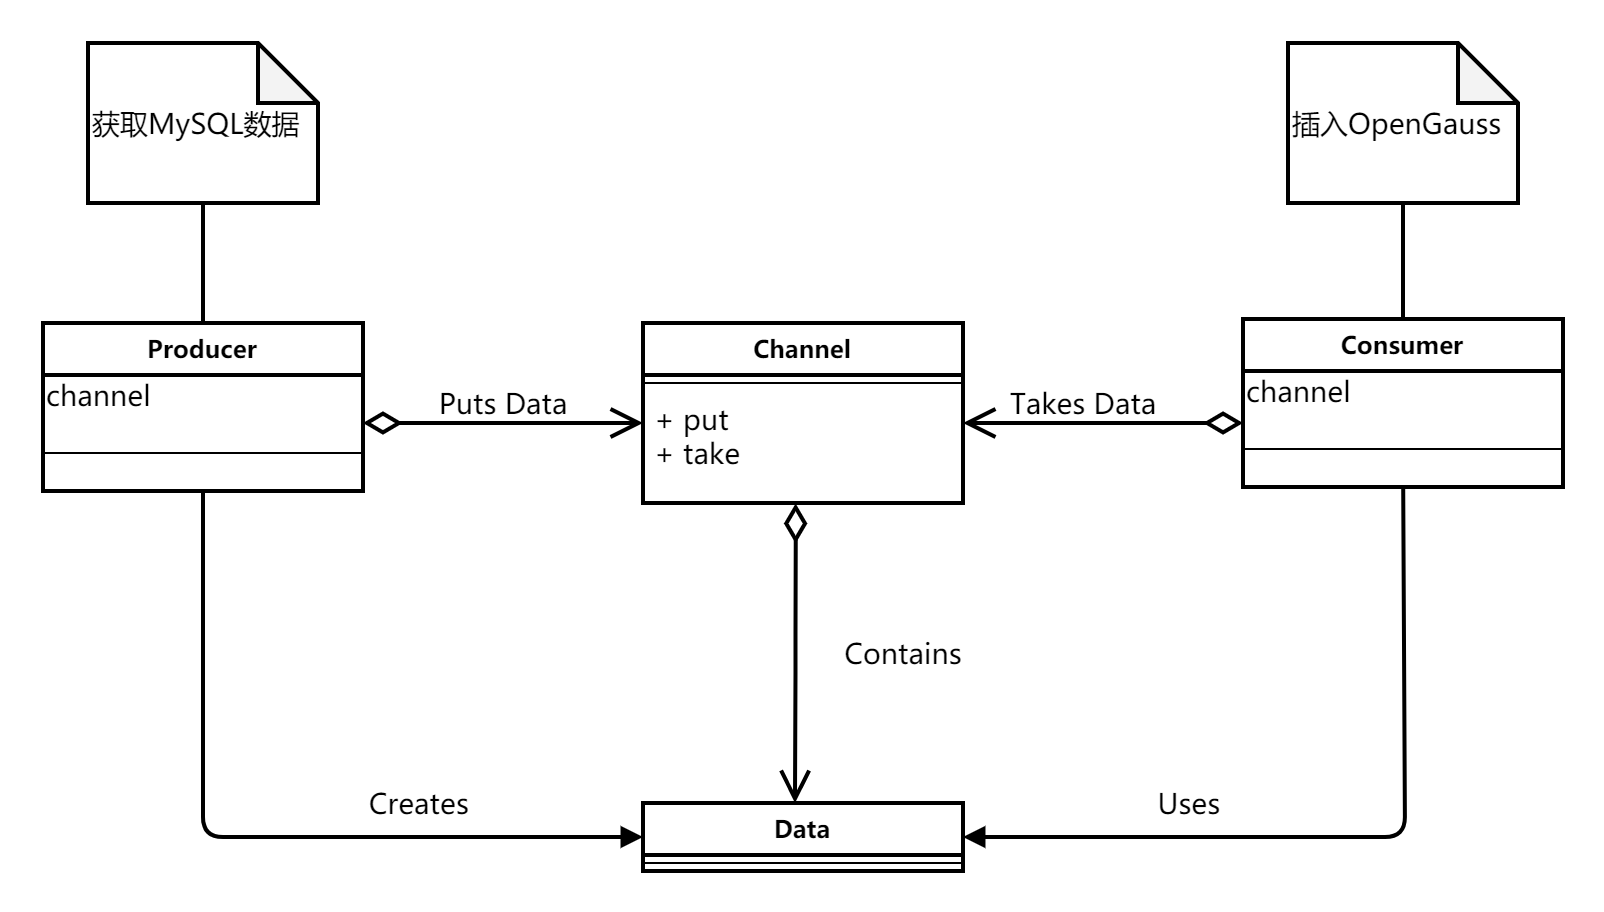 获取MySQL数据
插入OpenGauss
Producer
channel
Puts Data
Channel
+ put
+ take
Takes Data
Consumer
channel
Contains
Creates
Uses
Data